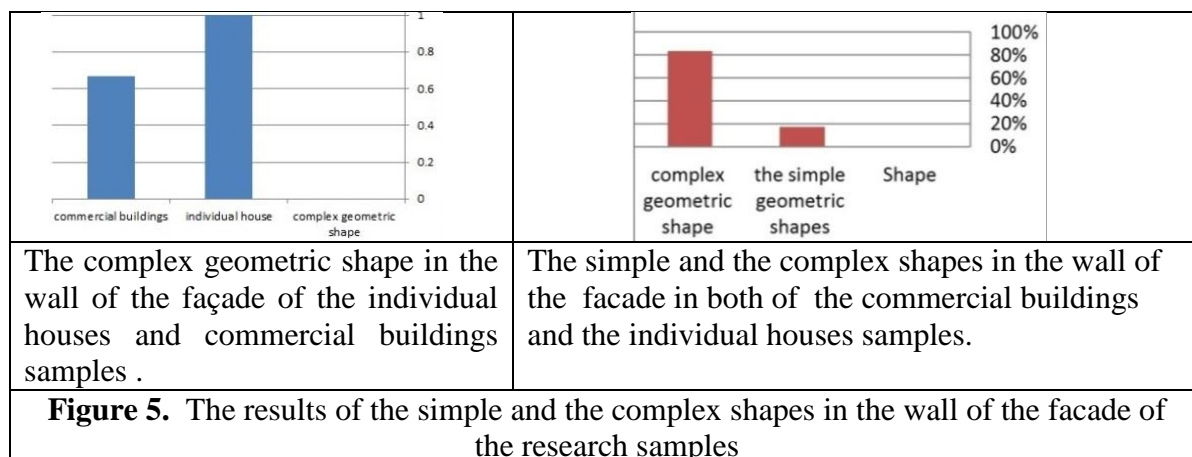 1
0.8
0.6
0.4
0.2
0
commercial buildings individual house complex geometric
shape
100%
80%
60%
40%
20%
0%
complex the simple Shape
geometric geometric
shape shapes
The complex geometric shape in the
wall of the façade of the individual
houses and commercial buildings
samples .
The simple and the complex shapes in the wall of
the facade in both of the commercial buildings
and the individual houses samples.
Figure 5. The results of the simple and the complex shapes in the wall of the facade of
the research samples